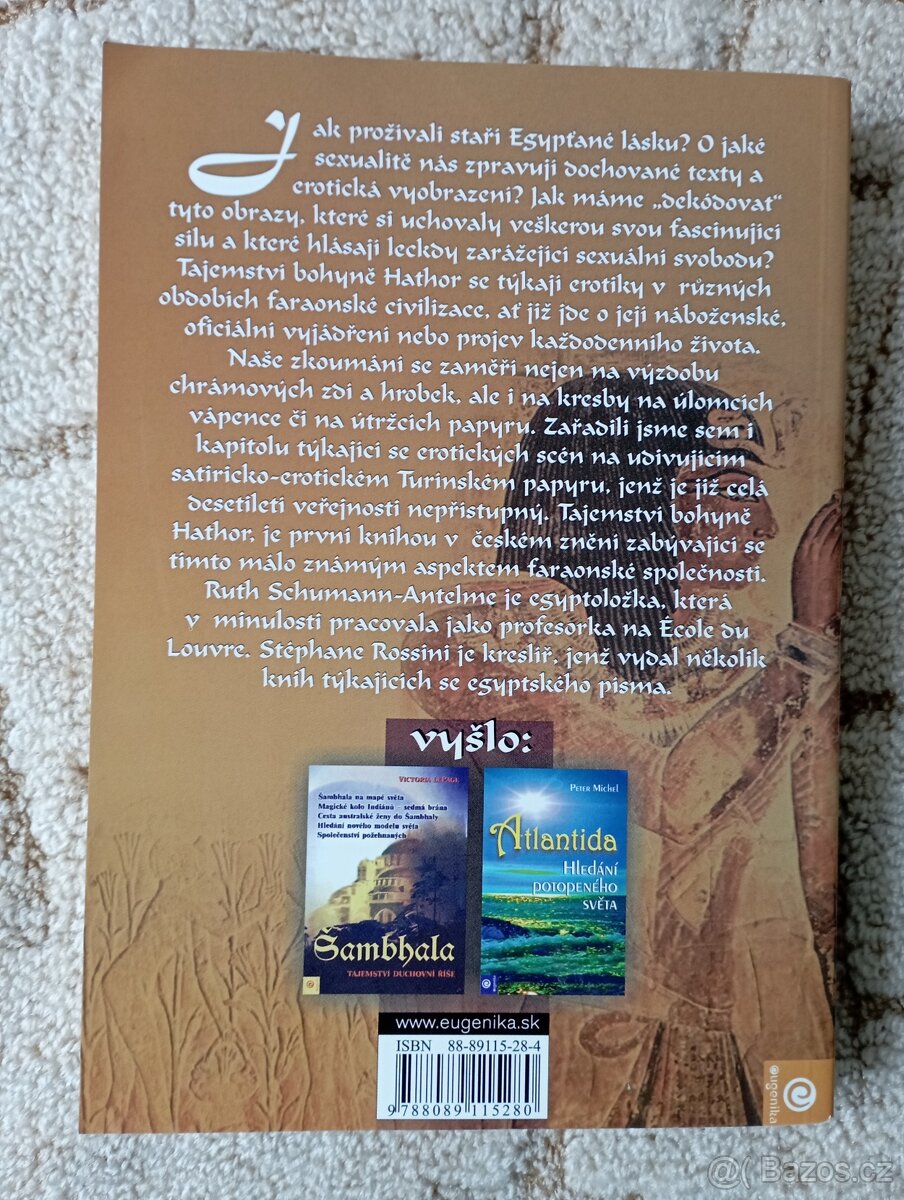 Jak prožívali staří Egypťané lásku? O jaké
sexualitě nás zpravují dochované texty a
erotická vyobrazení? Jak máme „dekódovat“
tyto obrazy, které si uchovaly veškerou svou fascinující
sílu a které hlásají leckdy zarážející sexuální svobodu?
Tajemství bohyně Hathor se týkají erotiky v různých
obdobích faraonské civilizace, ať již jde o její náboženské,
oficiální vyjádření nebo projev každodenního života.
Naše zkoumání se zaměří nejen na výzdobu
chrámových zdí a hrobek, ale i na kresby na úlomcích
vápence či na útržcích papyru. Zařadili jsme sem i
kapitolu týkající se erotických scén na udivujícím
satiricko-erotickém Turínském papyru, jenž je již celá
desetiletí veřejnosti nepřístupný. Tajemství bohyně
Hathor, je první knihou v českém znění zabývající se
tímto málo známým aspektem faraonské společnosti.
Ruth Schumann-Antelme je egyptoložka, která
v minulosti pracovala jako profesorka na École du
Louvre. Stéphane Rossini je kreslíř, jenž vydal několik
knih týkajících se egyptského písma.
vyšlo:
VICTORIA LEPAGE
Šambhala na mapě světa
Magické kolo Indiánů – sedmá brána
Cesta australské ženy do Šambhaly
Hledání nového modelu světa
Společenství požehnaných
Šambhala
TAJEMSTVÍ DUCHOVNÍ ŘÍŠE
PETER MICHEL
Atlantida
HLEDÁNÍ
POTOPENÉHO
SVĚTA
www.eugenika.sk
ISBN 88-89115-28-4
9 788089 115280
eugenika
@ Bazos.cz